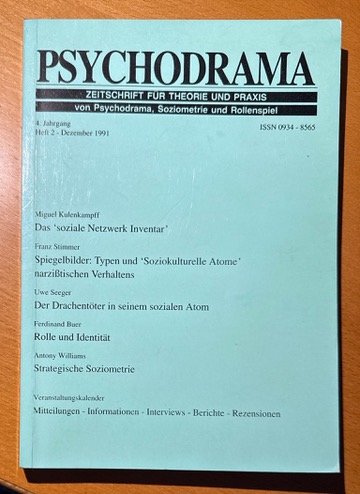 PSYCHODRAMA
ZEITSCHRIFT FÜR THEORIE UND PRAXIS
von Psychodrama, Soziometrie und Rollenspiel
4. Jahrgang
Heft 2 - Dezember 1991
ISSN 0934 - 8565
Miguel Kulenkampff
Das ‘soziale Netzwerk Inventar’
Franz Stimmer
Spiegelbilder: Typen und ‘Soziokulturelle Atome’
narzißtischen Verhaltens
Uwe Seeger
Der Drachentöter in seinem sozialen Atom
Ferdinand Buer
Rolle und Identität
Antony Williams
Strategische Soziometrie
Veranstaltungskalender
Mitteilungen - Informationen - Interviews - Berichte - Rezensionen